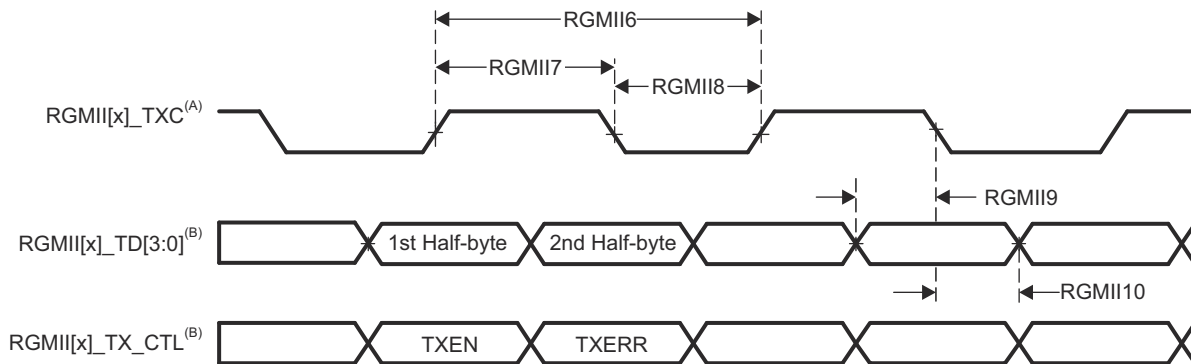 RGMII6
RGMII7
RGMII8
RGMII[x]_TXC(A)
RGMII9
RGMII[x]_TD[3:0](B)
1st Half-byte
2nd Half-byte
RGMII10
RGMII[x]_TX_CTL(B)
TXEN
TXERR